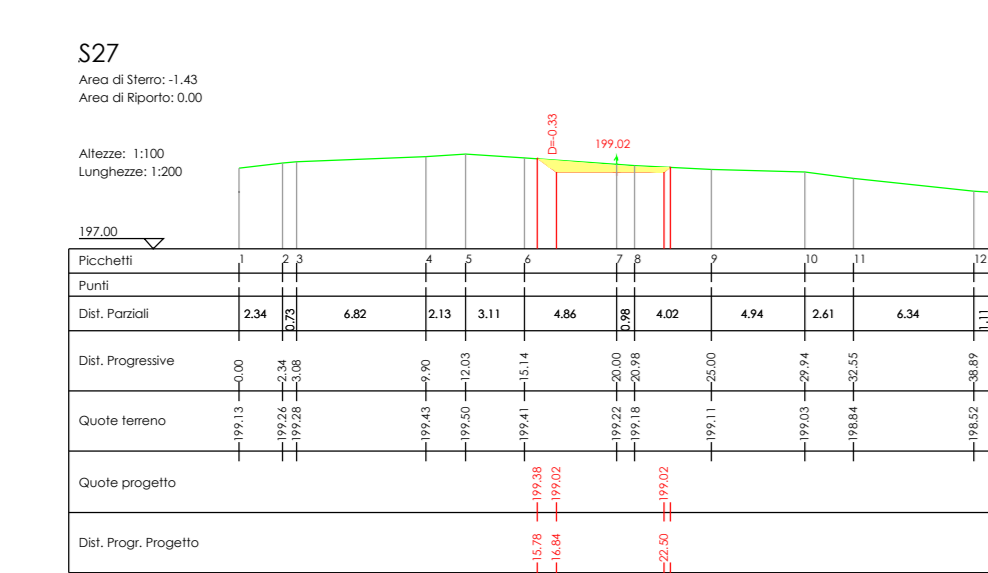 S27
Area di Sterro: -1.43
Area di Riporto: 0.00
D=-0.33
199.02
Altezze: 1:100
Lunghezze: 1:200
197.00
Picchetti 1 2 3 4 5 6 7 8 9 10 11 12
Punti
Dist. Parziali 2.34 0.73 6.82 2.13 3.11 4.86 0.98 4.02 4.94 2.61 6.34 1.11
Dist. Progressive 0.00 2.34 3.08 9.90 12.03 15.14 20.00 20.98 25.00 29.94 32.55 38.89
Quote terreno 199.13 199.26 199.28 199.43 199.50 199.41 199.22 199.18 199.11 199.03 198.84 198.52
Quote progetto 199.38 199.02 199.02
Dist. Progr. Progetto 15.78 16.84 22.50